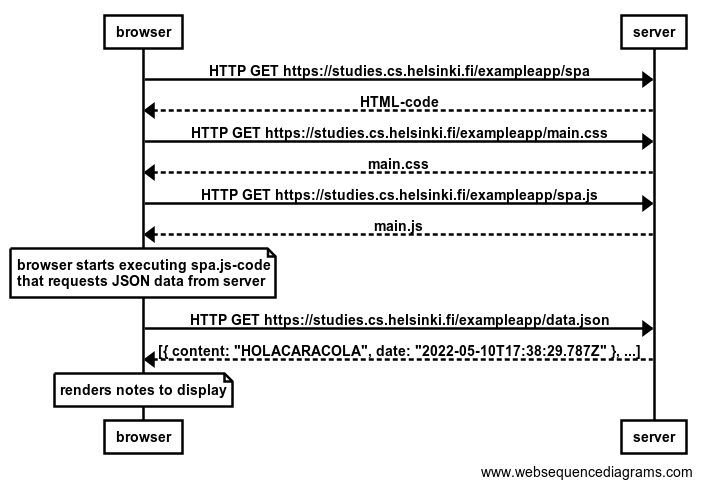 browser
server
HTTP GET https://studies.cs.helsinki.fi/exampleapp/spa
HTML-code
HTTP GET https://studies.cs.helsinki.fi/exampleapp/main.css
main.css
HTTP GET https://studies.cs.helsinki.fi/exampleapp/spa.js
main.js
browser starts executing spa.js-code
that requests JSON data from server
HTTP GET https://studies.cs.helsinki.fi/exampleapp/data.json
[{ content: "HOLACARACOLA", date: "2022-05-10T17:38:29.787Z" }, ...]
renders notes to display
browser
server
www.websequencediagrams.com